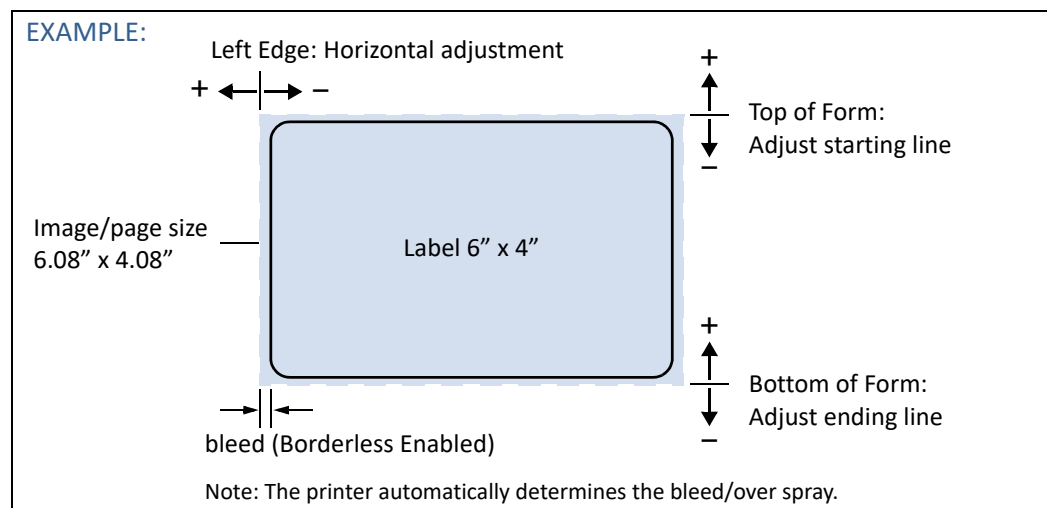 EXAMPLE:
Left Edge: Horizontal adjustment
+ −
+
Top of Form:
Adjust starting line
−
Image/page size
6.08” x 4.08”
Label 6” x 4”
+
Bottom of Form:
Adjust ending line
−
bleed (Borderless Enabled)
Note: The printer automatically determines the bleed/over spray.